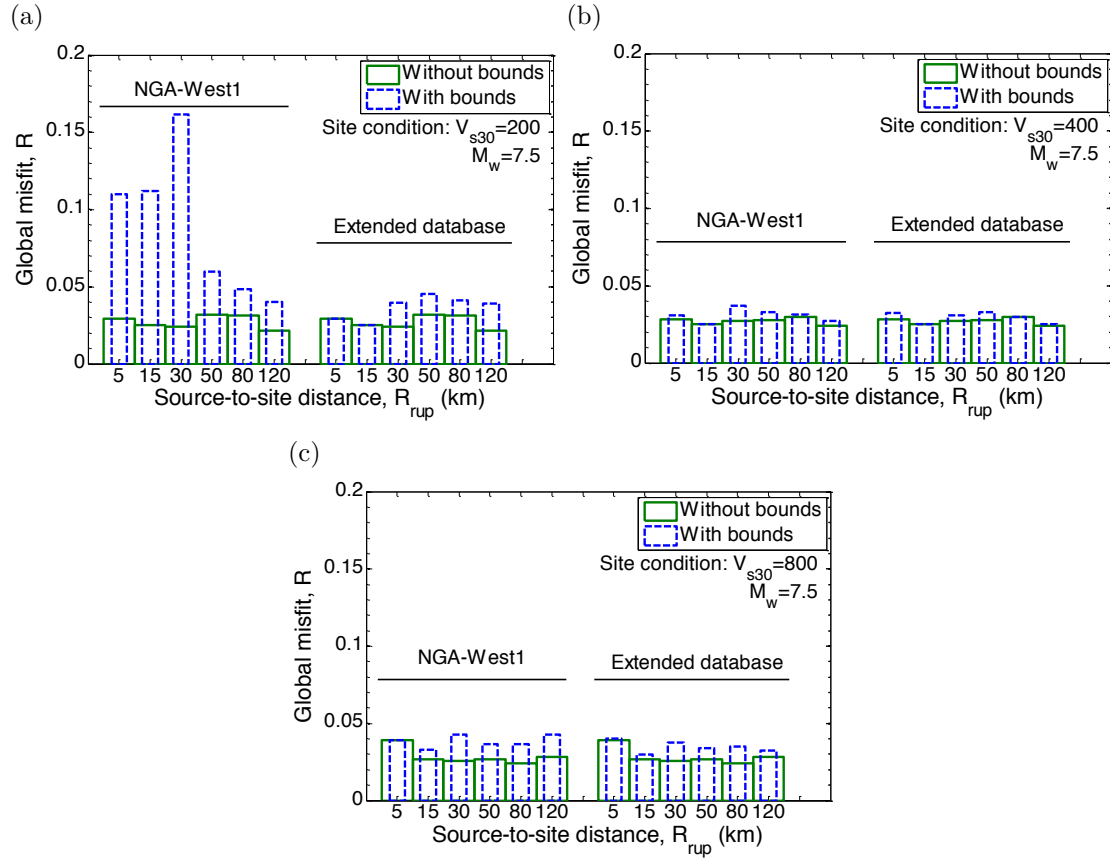 (a)
0.2
0.15
0.1
0.05
0
Global misfit, R
NGA-West1
Without bounds
With bounds
Site condition: V_s30=200
M_w=7.5
Extended database
5 15 30 50 80 120 5 15 30 50 80 120
Source-to-site distance, R_rup (km)
(b)
0.2
0.15
0.1
0.05
0
Global misfit, R
Without bounds
With bounds
Site condition: V_s30=400
M_w=7.5
NGA-West1
Extended database
5 15 30 50 80 120 5 15 30 50 80 120
Source-to-site distance, R_rup (km)
(c)
0.2
0.15
0.1
0.05
0
Global misfit, R
Without bounds
With bounds
Site condition: V_s30=800
M_w=7.5
NGA-West1
Extended database
5 15 30 50 80 120 5 15 30 50 80 120
Source-to-site distance, R_rup (km)